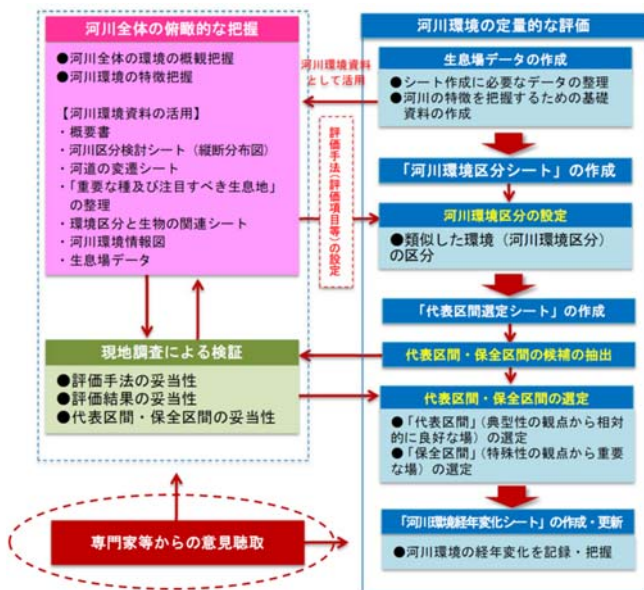 河川全体の俯瞰的な把握
●河川全体の環境の概観把握
●河川環境の特徴把握
【河川環境資料の活用】
・概要書
・河川区分検討シート（縦断分布図）
・河道の変遷シート
・「重要な種及び注目すべき生息地」
の整理
・環境区分と生物の関連シート
・河川環境情報図
・生息場データ
現地調査による検証
●評価手法の妥当性
●評価結果の妥当性
●代表区間・保全区間の妥当性
専門家等からの意見聴取
河川環境資料
として活用
評価手法（評価項目等）の設定
河川環境の定量的な評価
生息場データの作成
●シート作成に必要なデータの整理
●河川の特徴を把握するための基礎
資料の作成
「河川環境区分シート」の作成
河川環境区分の設定
●類似した環境（河川環境区分）
の区分
「代表区間選定シート」の作成
代表区間・保全区間の候補の抽出
代表区間・保全区間の選定
●「代表区間」（典型性の観点から相対
的に良好な場）の選定
●「保全区間」（特殊性の観点から重要
な場）の選定
「河川環境経年変化シート」の作成・更新
●河川環境の経年変化を記録・把握